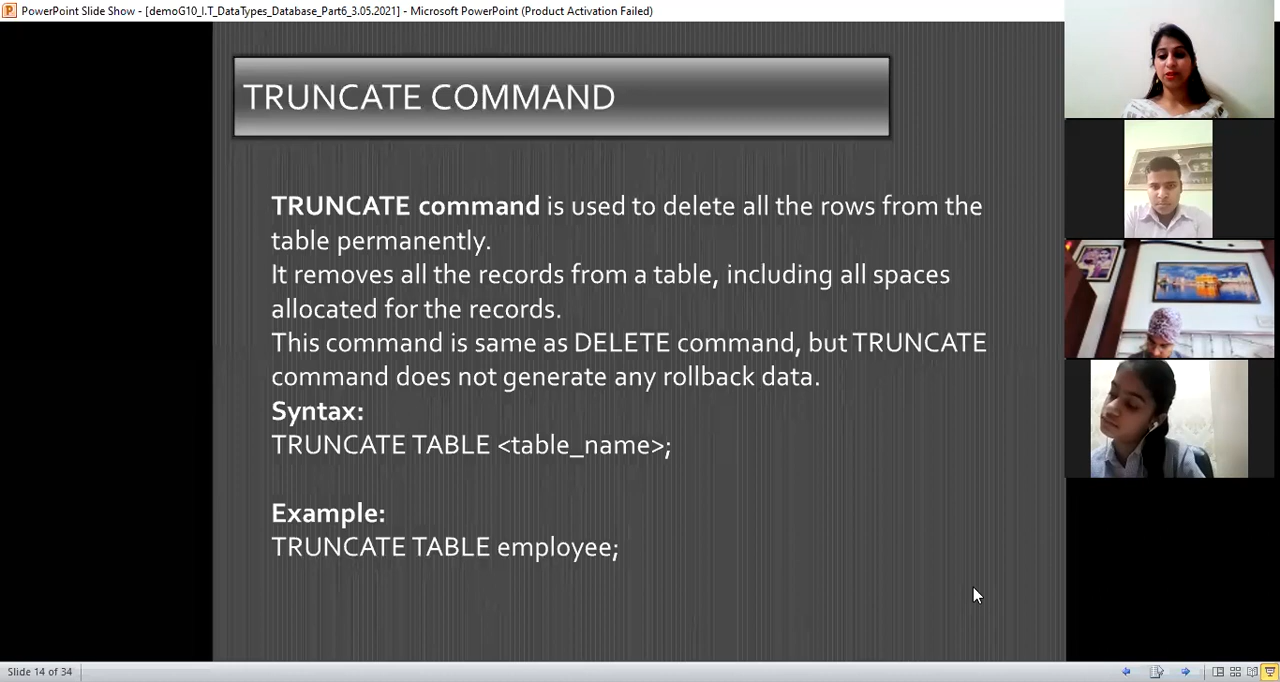 PowerPoint Slide Show - [demoG10_I.T_DataTypes_Database_Part6_3.05.2021] - Microsoft PowerPoint (Product Activation Failed)
TRUNCATE COMMAND
TRUNCATE command is used to delete all the rows from the
table permanently.
It removes all the records from a table, including all spaces
allocated for the records.
This command is same as DELETE command, but TRUNCATE
command does not generate any rollback data.
Syntax:
TRUNCATE TABLE <table_name>;
Example:
TRUNCATE TABLE employee;
Slide 14 of 34